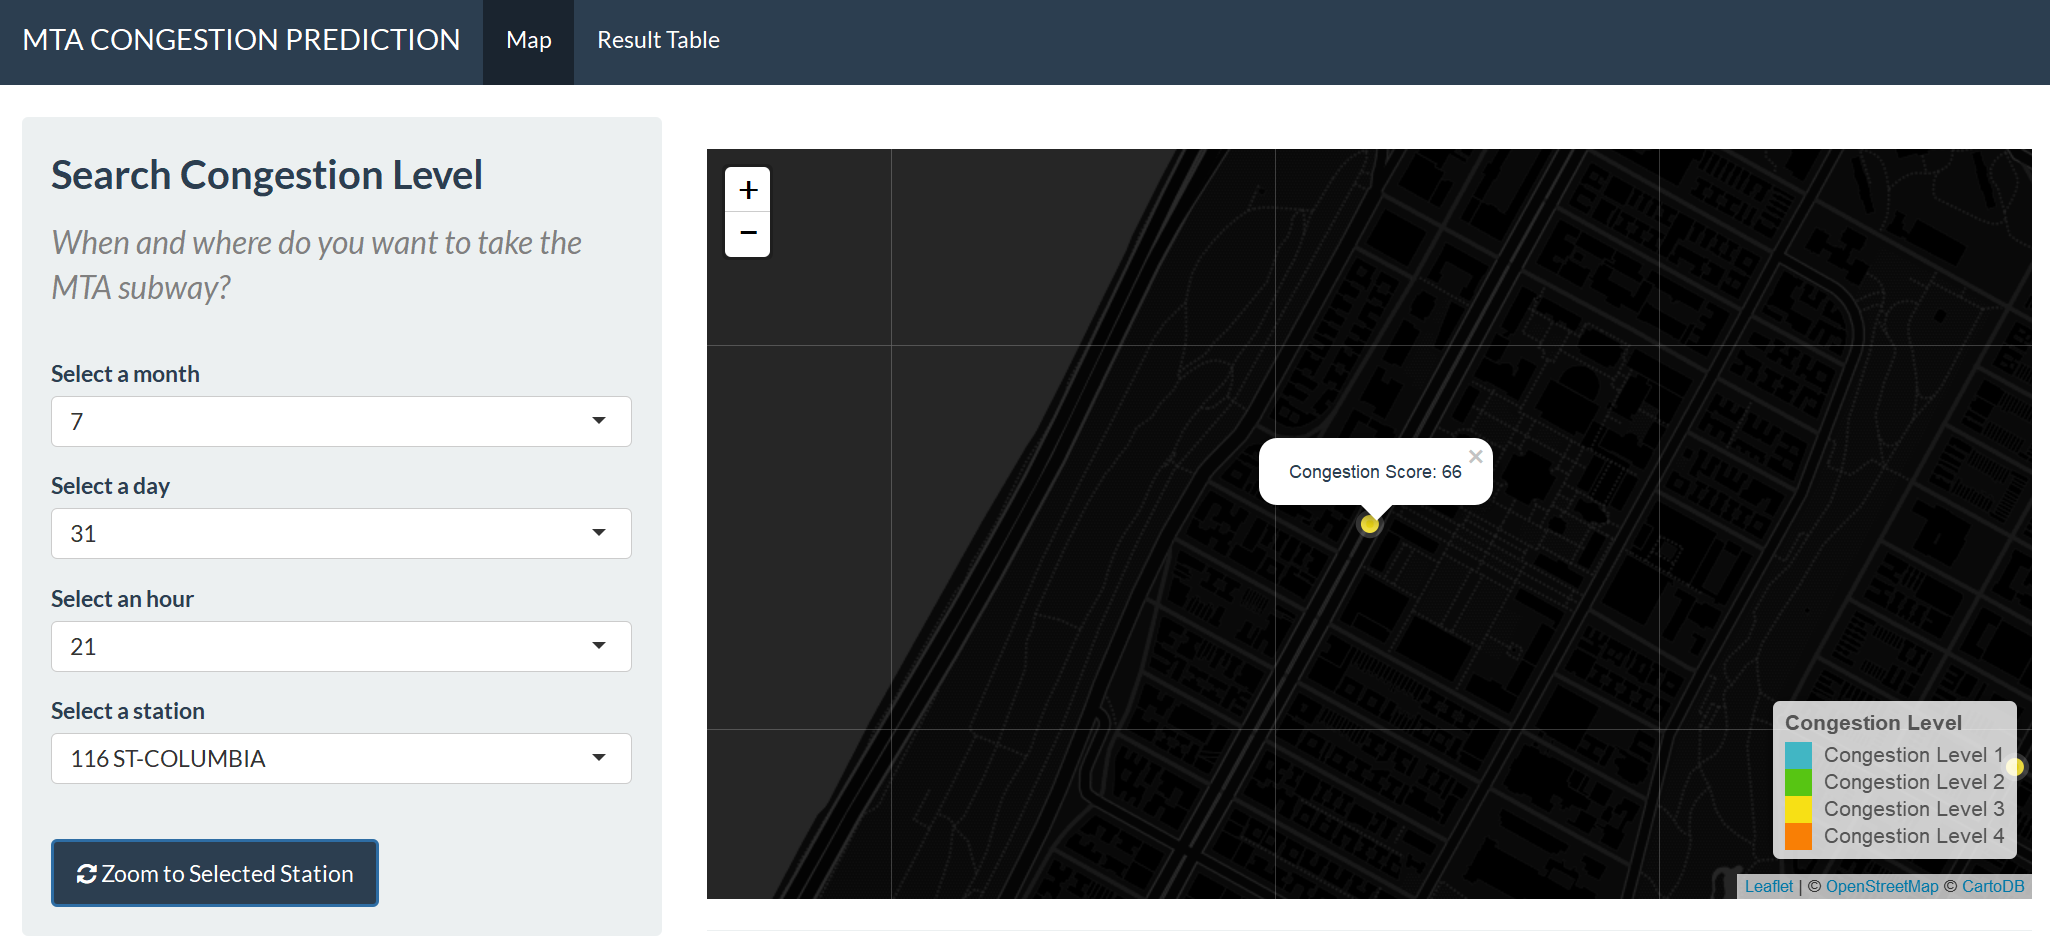 MTA CONGESTION PREDICTION
Map
Result Table
Search Congestion Level
When and where do you want to take the
MTA subway?
Select a month
7
Select a day
31
Select an hour
21
Select a station
116 ST-COLUMBIA
Zoom to Selected Station
+
−
Congestion Score: 66
×
Congestion Level
Congestion Level 1
Congestion Level 2
Congestion Level 3
Congestion Level 4
Leaflet | © OpenStreetMap © CartoDB